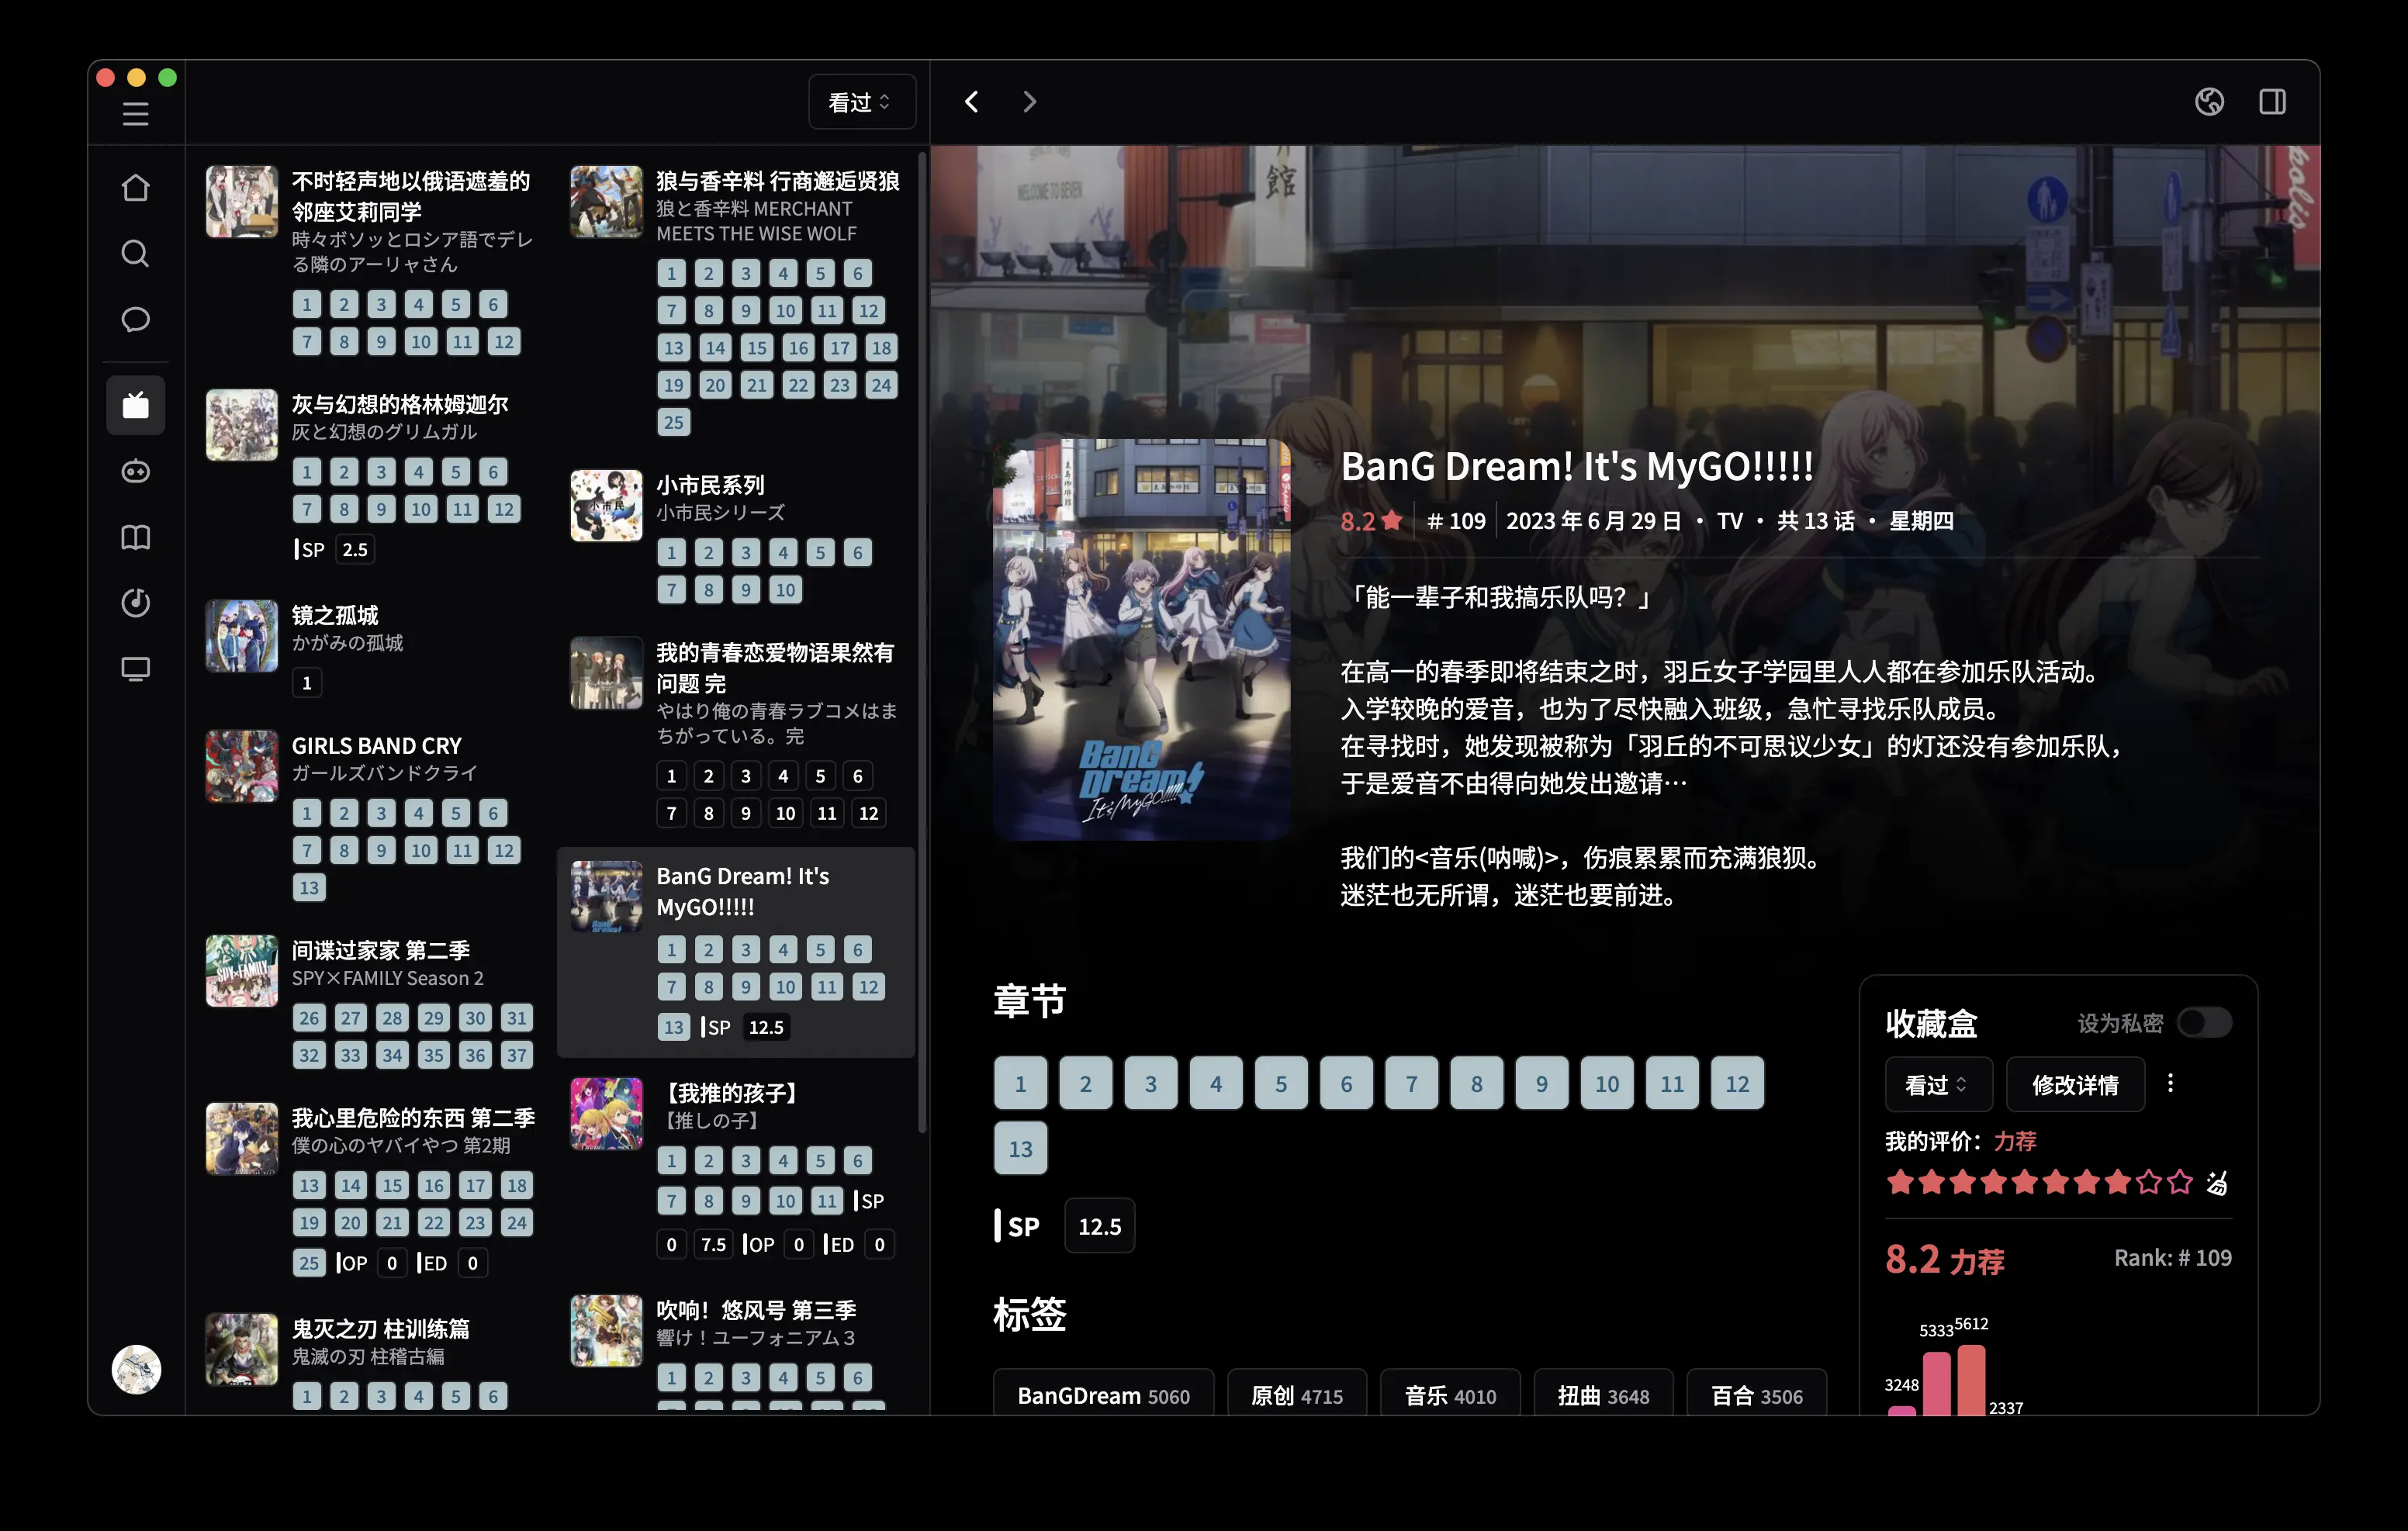 看过
不时轻声地以俄语遮羞的
邻座艾莉同学
時々ボソッとロシア語でデレ
る隣のアーリャさん
1 2 3 4 5 6
7 8 9 10 11 12
灰与幻想的格林姆迦尔
灰と幻想のグリムガル
1 2 3 4 5 6
7 8 9 10 11 12
SP 2.5
镜之孤城
かがみの孤城
1
GIRLS BAND CRY
ガールズバンドクライ
1 2 3 4 5 6
7 8 9 10 11 12
13
间谍过家家 第二季
SPY×FAMILY Season 2
26 27 28 29 30 31
32 33 34 35 36 37
我心里危险的东西 第二季
僕の心のヤバイやつ 第2期
13 14 15 16 17 18
19 20 21 22 23 24
25 OP 0 ED 0
鬼灭之刃 柱训练篇
鬼滅の刃 柱稽古編
1 2 3 4 5 6
狼与香辛料 行商邂逅贤狼
狼と香辛料 MERCHANT
MEETS THE WISE WOLF
1 2 3 4 5 6
7 8 9 10 11 12
13 14 15 16 17 18
19 20 21 22 23 24
25
小市民系列
小市民シリーズ
1 2 3 4 5 6
7 8 9 10
我的青春恋爱物语果然有
问题 完
やはり俺の青春ラブコメはま
ちがっている。完
1 2 3 4 5 6
7 8 9 10 11 12
BanG Dream! It's
MyGO!!!!!
1 2 3 4 5 6
7 8 9 10 11 12
13 SP 12.5
【我推的孩子】
【推しの子】
1 2 3 4 5 6
7 8 9 10 11 SP
0 7.5 OP 0 ED 0
吹响！悠风号 第三季
響け！ユーフォニアム３
1 2 3 4 5 6
WELCOME TO SEVEN
館
BanG
Dream!
It's MyGO!!!!!
BanG Dream! It's MyGO!!!!!
8.2 # 109 2023 年 6 月 29 日 · TV · 共 13 话 · 星期四
「能一辈子和我搞乐队吗？」
在高一的春季即将结束之时，羽丘女子学园里人人都在参加乐队活动。
入学较晚的爱音，也为了尽快融入班级，急忙寻找乐队成员。
在寻找时，她发现被称为「羽丘的不可思议少女」的灯还没有参加乐队，
于是爱音不由得向她发出邀请…
我们的<音乐(呐喊)>，伤痕累累而充满狼狈。
迷茫也无所谓，迷茫也要前进。
章节
1 2 3 4 5 6 7 8 9 10 11 12
13
SP 12.5
标签
BanGDream 5060 原创 4715 音乐 4010 扭曲 3648 百合 3506
收藏盒 设为私密
看过 修改详情
我的评价：力荐
8.2 力荐 Rank: # 109
3248 5333 5612 2337